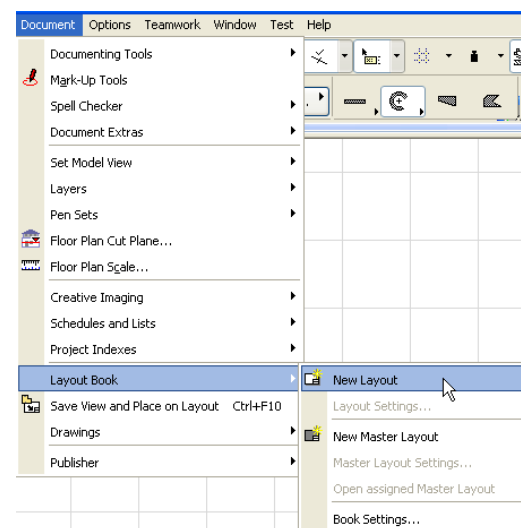 Document Options Teamwork Window Test Help
Documenting Tools
Mark-Up Tools
Spell Checker
Document Extras
Set Model View
Layers
Pen Sets
Floor Plan Cut Plane...
Floor Plan Scale...
Creative Imaging
Schedules and Lists
Project Indexes
Layout Book
New Layout
Save View and Place on Layout Ctrl+F10
Layout Settings...
Drawings
New Master Layout
Publisher
Master Layout Settings...
Open assigned Master Layout
Book Settings...